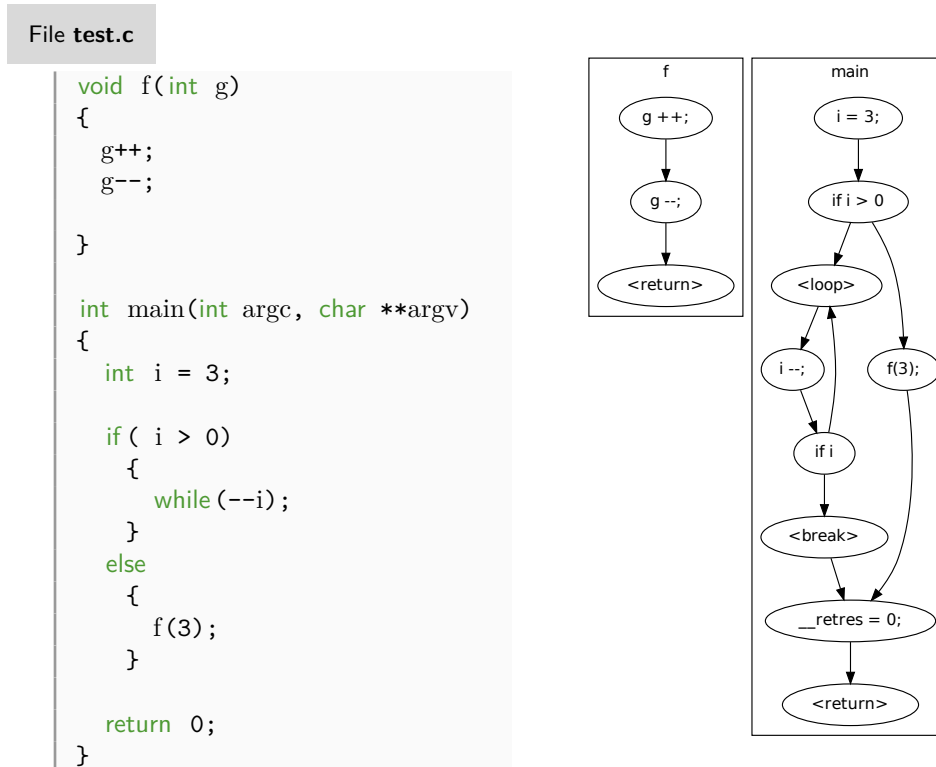 File test.c
void f(int g)
{
g++;
g--;
}
int main(int argc, char **argv)
{
int i = 3;
if ( i > 0)
{
while (--i);
}
else
{
f(3);
}
return 0;
}
f
g ++;
g --;
<return>
main
i = 3;
if i > 0
<loop>
i --;
f(3);
if i
<break>
__retres = 0;
<return>